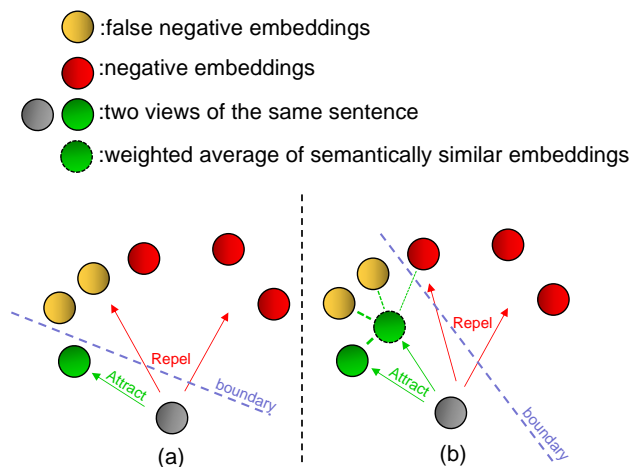 :false negative embeddings
:negative embeddings
:two views of the same sentence
:weighted average of semantically similar embeddings
Repel
Attract
boundary
(a)
Repel
Attract
boundary
(b)